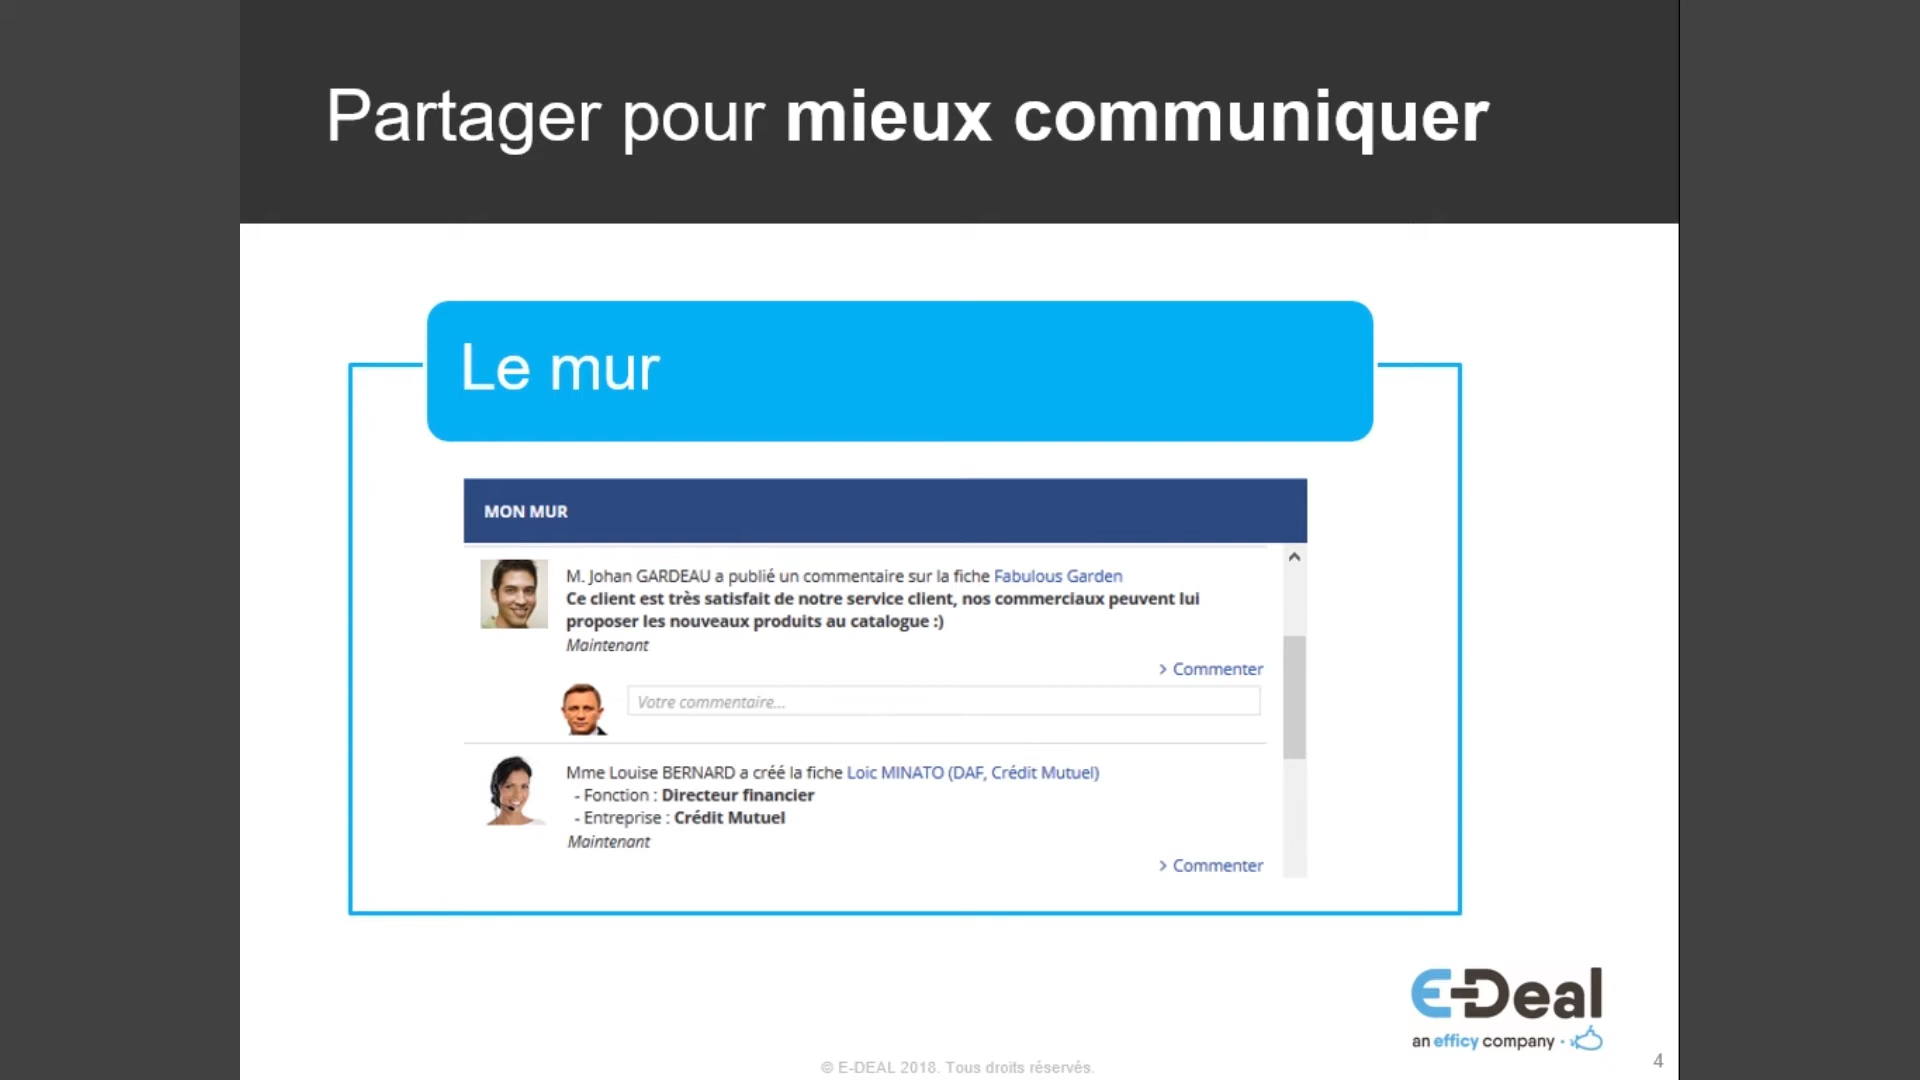 Partager pour mieux communiquer
Le mur
MON MUR
M. Johan GARDEAU a publié un commentaire sur la fiche Fabulous Garden
Ce client est très satisfait de notre service client, nos commerciaux peuvent lui
proposer les nouveaux produits au catalogue :)
Maintenant
> Commenter
Votre commentaire...
Mme Louise BERNARD a créé la fiche Loic MINATO (DAF, Crédit Mutuel)
- Fonction : Directeur financier
- Entreprise : Crédit Mutuel
Maintenant
> Commenter
E-Deal
an efficy company
© E-DEAL 2018. Tous droits réservés.
4